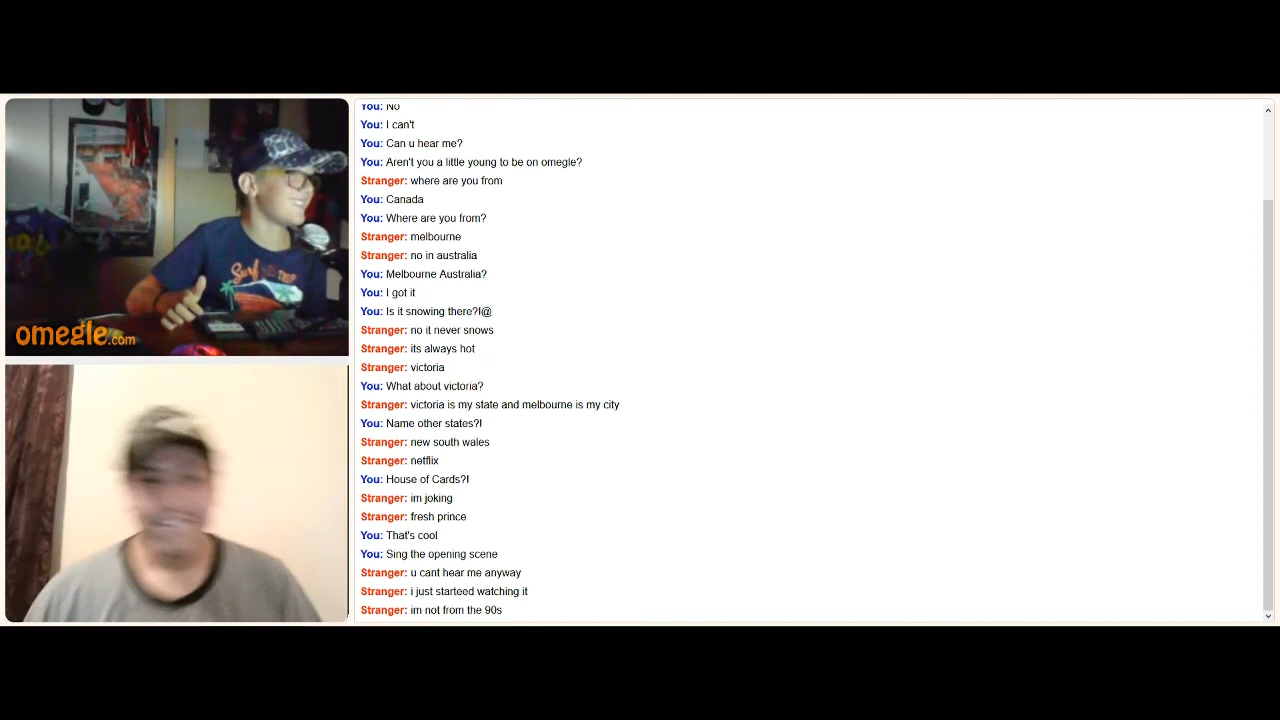 You: No
You: I can't
You: Can u hear me?
You: Aren't you a little young to be on omegle?
Stranger: where are you from
You: Canada
You: Where are you from?
Stranger: melbourne
Stranger: no in australia
You: Melbourne Australia?
You: I got it
You: Is it snowing there?!@
Stranger: no it never snows
Stranger: its always hot
Stranger: victoria
You: What about victoria?
Stranger: victoria is my state and melbourne is my city
You: Name other states?!
Stranger: new south wales
Stranger: netflix
You: House of Cards?!
Stranger: im joking
Stranger: fresh prince
You: That's cool
You: Sing the opening scene
Stranger: u cant hear me anyway
Stranger: i just starteed watching it
Stranger: im not from the 90s
Surf
omegle.com